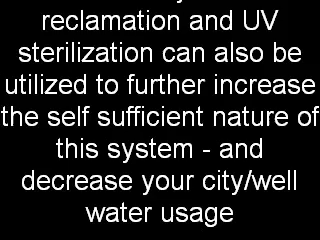 reclamation and UV
sterilization can also be
utilized to further increase
the self sufficient nature of
this system - and
decrease your city/well
water usage